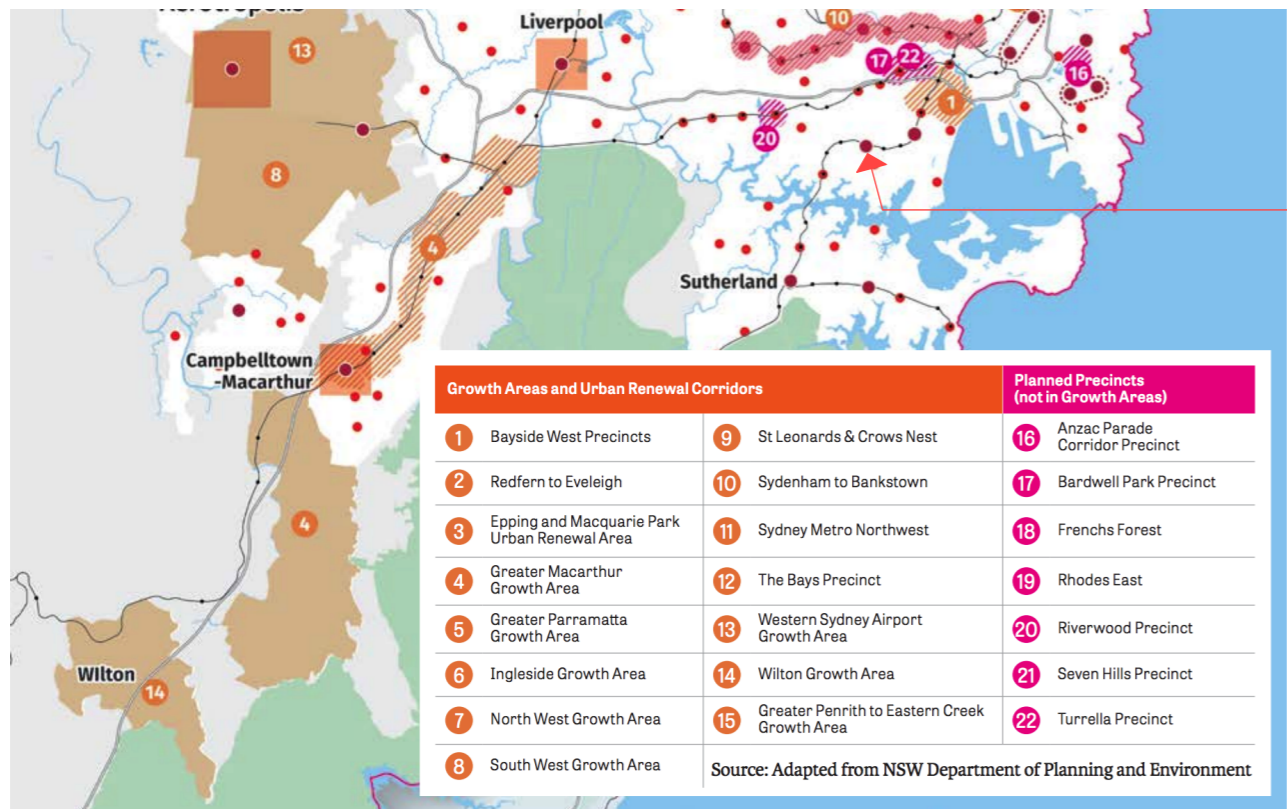 Aerotropolis
13
Liverpool
10
17
22
16
1
20
8
4
Sutherland
Campbelltown
-Macarthur
4
Wilton
14
Growth Areas and Urban Renewal Corridors
Planned Precincts
(not in Growth Areas)
1 Bayside West Precincts
9 St Leonards & Crows Nest
16 Anzac Parade
Corridor Precinct
2 Redfern to Eveleigh
10 Sydenham to Bankstown
17 Bardwell Park Precinct
3 Epping and Macquarie Park
Urban Renewal Area
11 Sydney Metro Northwest
18 Frenchs Forest
4 Greater Macarthur
Growth Area
12 The Bays Precinct
19 Rhodes East
5 Greater Parramatta
Growth Area
13 Western Sydney Airport
Growth Area
20 Riverwood Precinct
6 Ingleside Growth Area
14 Wilton Growth Area
21 Seven Hills Precinct
7 North West Growth Area
15 Greater Penrith to Eastern Creek
Growth Area
22 Turrella Precinct
8 South West Growth Area
Source: Adapted from NSW Department of Planning and Environment